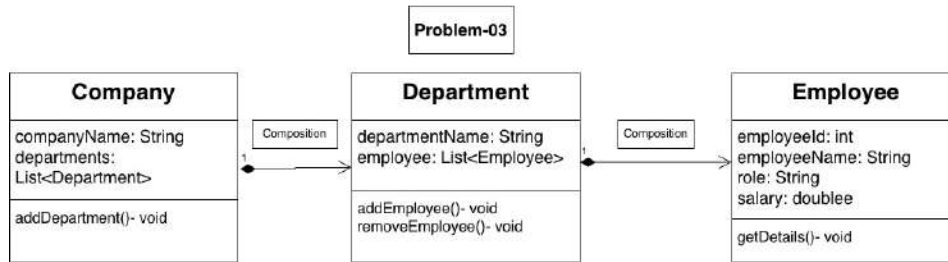 Problem-03
Company
companyName: String
departments:
List<Department>
addDepartment()- void
Composition
1
Department
departmentName: String
employee: List<Employee>
addEmployee()- void
removeEmployee()- void
Composition
1
Employee
employeeId: int
employeeName: String
role: String
salary: doublee
getDetails()- void